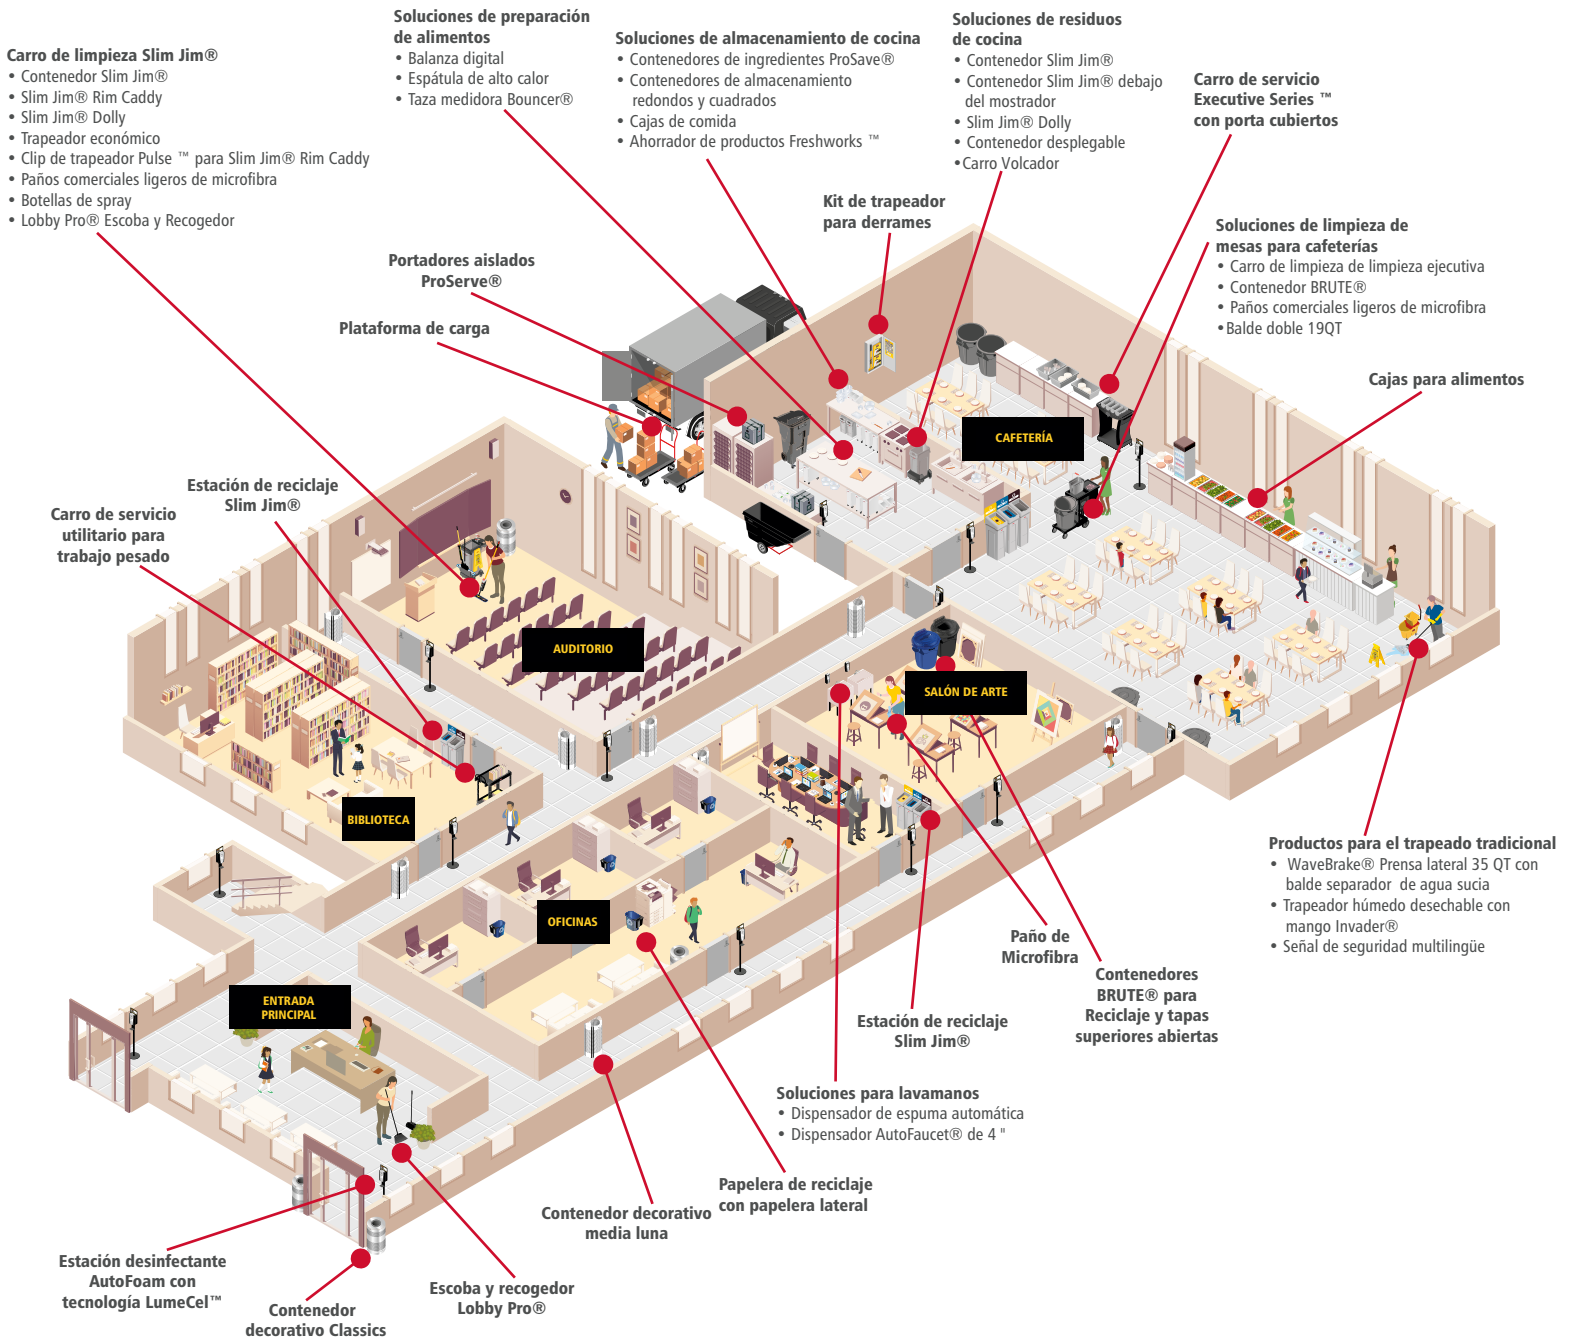 Carro de limpieza Slim Jim®
• Contenedor Slim Jim®
• Slim Jim® Rim Caddy
• Slim Jim® Dolly
• Trapeador económico
• Clip de trapeador Pulse ™ para Slim Jim® Rim Caddy
• Paños comerciales ligeros de microfibra
• Botellas de spray
• Lobby Pro® Escoba y Recogedor
Soluciones de preparación
de alimentos
• Balanza digital
• Espátula de alto calor
• Taza medidora Bouncer®
Soluciones de almacenamiento de cocina
• Contenedores de ingredientes ProSave®
• Contenedores de almacenamiento
redondos y cuadrados
• Cajas de comida
• Ahorrador de productos Freshworks ™
Soluciones de residuos
de cocina
• Contenedor Slim Jim®
• Contenedor Slim Jim® debajo
del mostrador
• Slim Jim® Dolly
• Contenedor desplegable
•Carro Volcador
Carro de servicio
Executive Series ™
con porta cubiertos
Kit de trapeador
para derrames
Soluciones de limpieza de
mesas para cafeterías
• Carro de limpieza de limpieza ejecutiva
• Contenedor BRUTE®
• Paños comerciales ligeros de microfibra
•Balde doble 19QT
Portadores aislados
ProServe®
Plataforma de carga
Cajas para alimentos
CAFETERÍA
Estación de reciclaje
Slim Jim®
Carro de servicio
utilitario para
trabajo pesado
AUDITORIO
SALÓN DE ARTE
BIBLIOTECA
OFICINAS
ENTRADA
PRINCIPAL
Productos para el trapeado tradicional
• WaveBrake® Prensa lateral 35 QT con
balde separador de agua sucia
• Trapeador húmedo desechable con
mango Invader®
• Señal de seguridad multilingüe
Paño de
Microfibra
Contenedores
BRUTE® para
Reciclaje y tapas
superiores abiertas
Estación de reciclaje
Slim Jim®
Soluciones para lavamanos
• Dispensador de espuma automática
• Dispensador AutoFaucet® de 4 "
Papelera de reciclaje
con papelera lateral
Contenedor decorativo
media luna
Estación desinfectante
AutoFoam con
tecnología LumeCel™
Escoba y recogedor
Lobby Pro®
Contenedor
decorativo Classics